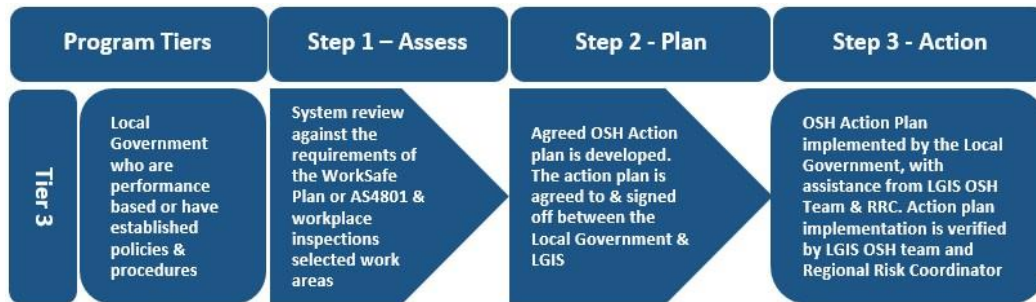 Program Tiers
Step 1 – Assess
Step 2 - Plan
Step 3 - Action
Tier 3
Local
Government
who are
performance
based or have
established
policies &
procedures
System review
against the
requirements of
the WorkSafe
Plan or AS4801 &
workplace
inspections
selected work
areas
Agreed OSH Action
plan is developed.
The action plan is
agreed to & signed
off between the
Local Government &
LGIS
OSH Action Plan
implemented by the Local
Government, with
assistance from LGIS OSH
Team & RRC. Action plan
implementation is verified
by LGIS OSH team and
Regional Risk Coordinator